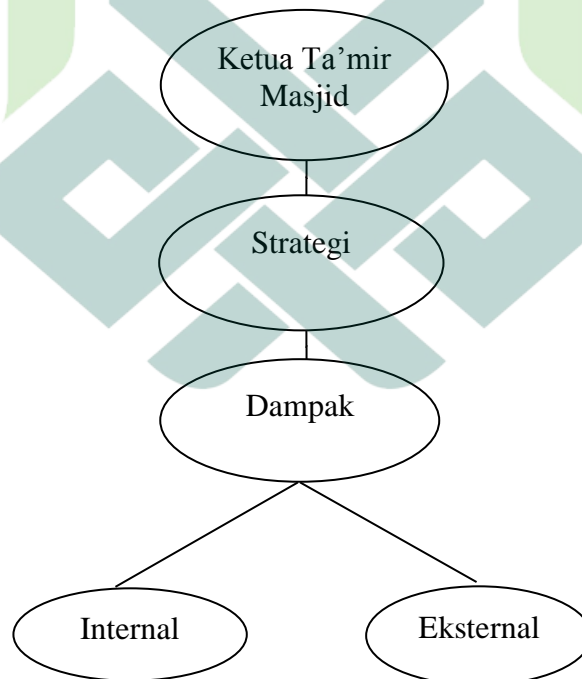 Ketua Ta’mir
Masjid
Strategi
Dampak
Internal
Eksternal